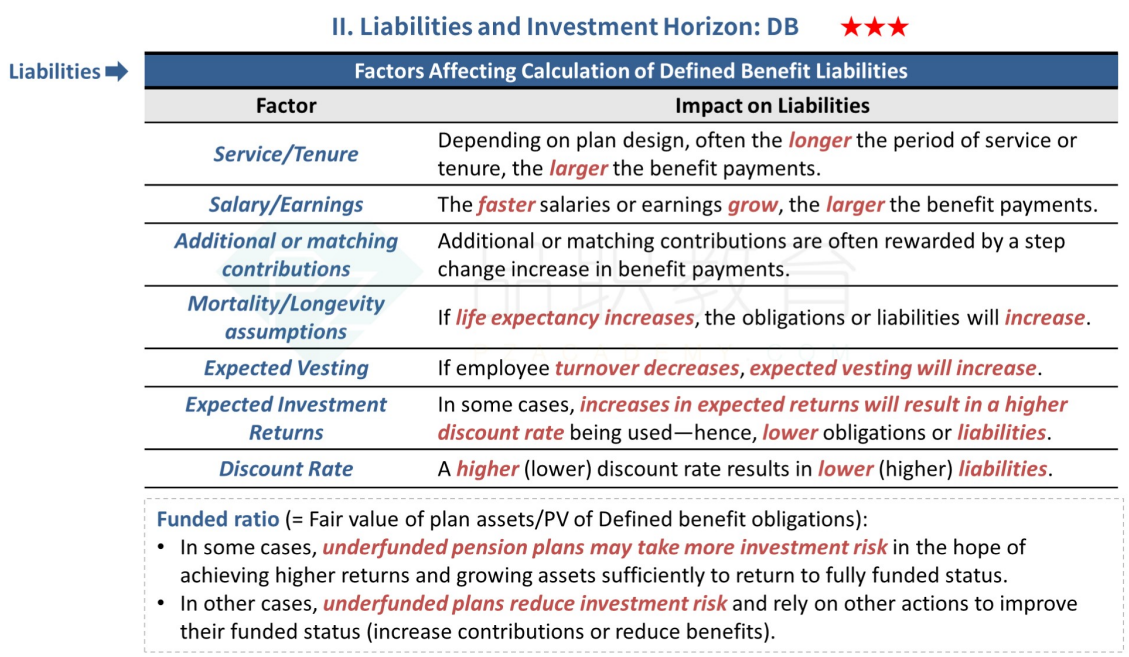 II. Liabilities and Investment Horizon: DB ★★★
Liabilities
Factors Affecting Calculation of Defined Benefit Liabilities
Factor Impact on Liabilities
Service/Tenure
Depending on plan design, often the longer the period of service or
tenure, the larger the benefit payments.
Salary/Earnings
The faster salaries or earnings grow, the larger the benefit payments.
Additional or matching
contributions
Additional or matching contributions are often rewarded by a step
change increase in benefit payments.
Mortality/Longevity
assumptions
If life expectancy increases, the obligations or liabilities will increase.
Expected Vesting
If employee turnover decreases, expected vesting will increase.
Expected Investment
Returns
In some cases, increases in expected returns will result in a higher
discount rate being used—hence, lower obligations or liabilities.
Discount Rate
A higher (lower) discount rate results in lower (higher) liabilities.
Funded ratio (= Fair value of plan assets/PV of Defined benefit obligations):
• In some cases, underfunded pension plans may take more investment risk in the hope of
achieving higher returns and growing assets sufficiently to return to fully funded status.
• In other cases, underfunded plans reduce investment risk and rely on other actions to improve
their funded status (increase contributions or reduce benefits).
品职教育